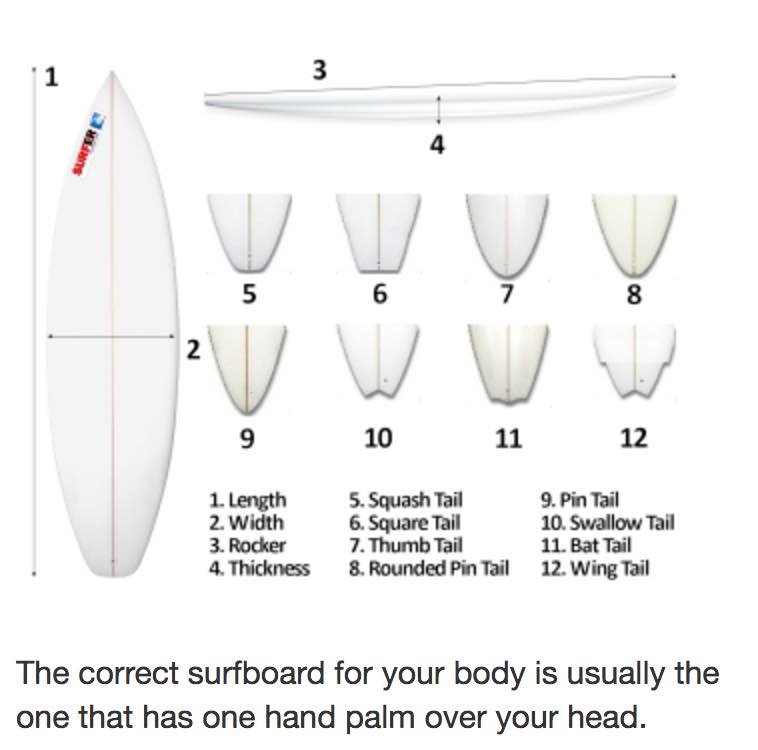 1
3
SURFER
4
5
6
7
8
2
9
10
11
12
1. Length
2. Width
3. Rocker
4. Thickness
5. Squash Tail
6. Square Tail
7. Thumb Tail
8. Rounded Pin Tail
9. Pin Tail
10. Swallow Tail
11. Bat Tail
12. Wing Tail
The correct surfboard for your body is usually the
one that has one hand palm over your head.